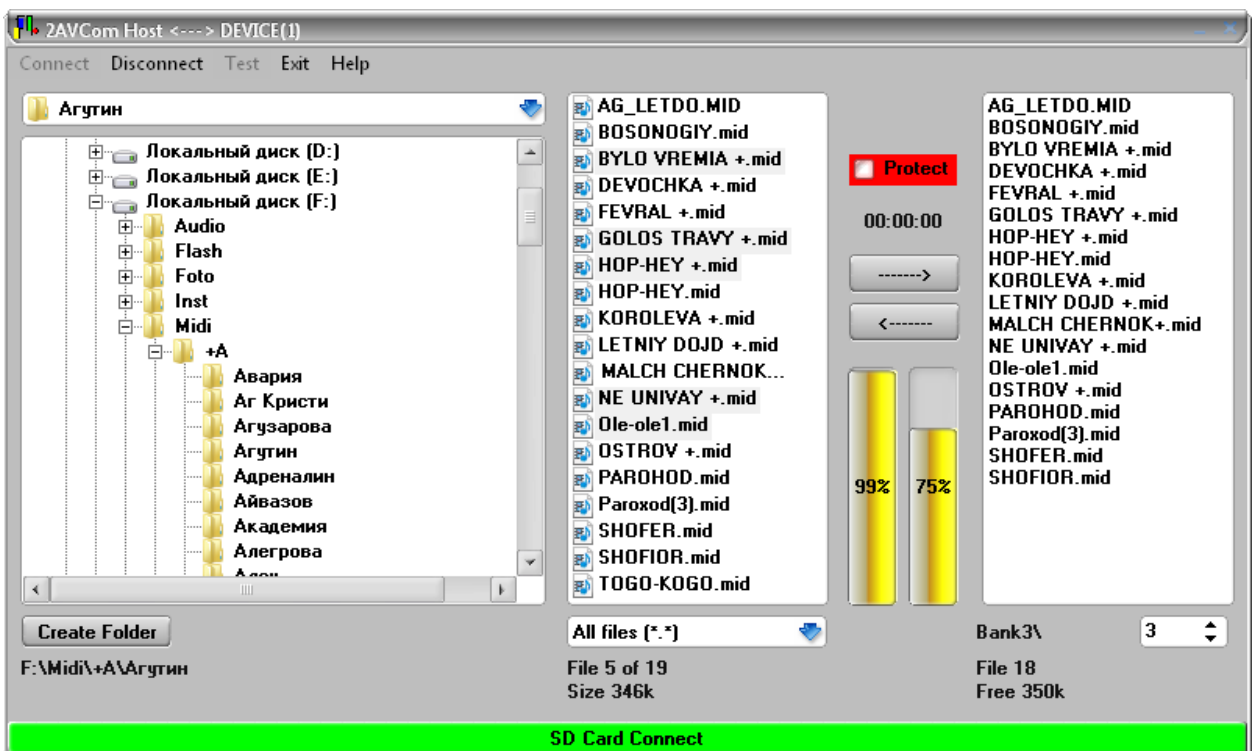 2AVCom Host <---> DEVICE(1)
Connect Disconnect Test Exit Help
Агутин
Локальный диск (D:)
Локальный диск (E:)
Локальный диск (F:)
Audio
Flash
Foto
Inst
Midi
+A
Авария
Аг Кристи
Агузарова
Агутин
Адреналин
Айвазов
Академия
Алегрова
Create Folder
F:\Midi\+A\Агутин
AG_LETDO.MID
BOSONOGIY.mid
BYLO VREMIA +.mid
DEVOCHKA +.mid
FEVRAL +.mid
GOLOS TRAVY +.mid
HOP-HEY +.mid
HOP-HEY.mid
KOROLEVA +.mid
LETNIY DOJD +.mid
MALCH CHERNOK...
NE UNIVAY +.mid
Ole-ole1.mid
OSTROV +.mid
PAROHOD.mid
Paroxod(3).mid
SHOFER.mid
SHOFIOR.mid
TOGO-KOGO.mid
All files (*.*)
File 5 of 19
Size 346k
Protect
00:00:00
------->
<-------
99% 75%
AG_LETDO.MID
BOSONOGIY.mid
BYLO VREMIA +.mid
DEVOCHKA +.mid
FEVRAL +.mid
GOLOS TRAVY +.mid
HOP-HEY +.mid
HOP-HEY.mid
KOROLEVA +.mid
LETNIY DOJD +.mid
MALCH CHERNOK+.mid
NE UNIVAY +.mid
Ole-ole1.mid
OSTROV +.mid
PAROHOD.mid
Paroxod(3).mid
SHOFER.mid
SHOFIOR.mid
Bank3\ 3
File 18
Free 350k
SD Card Connect